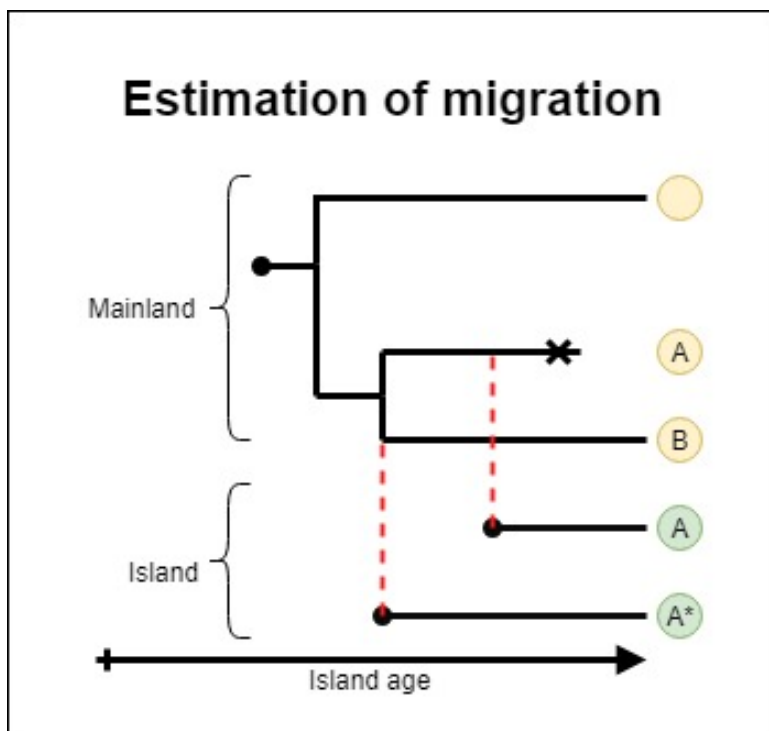 Estimation of migration
Mainland
A
B
Island
A
A*
Island age